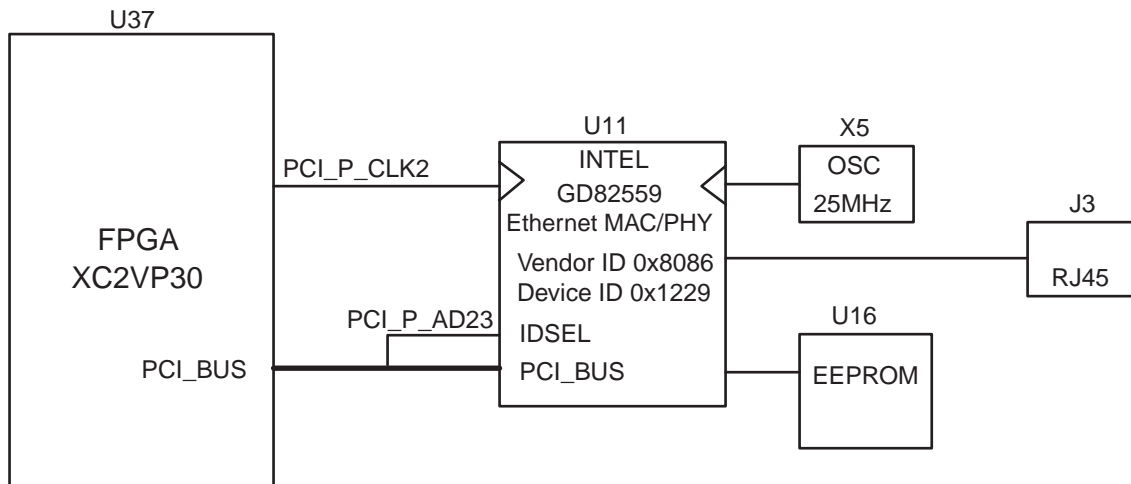 U37
FPGA
XC2VP30
PCI_BUS
PCI_P_CLK2
PCI_P_AD23
U11
INTEL
GD82559
Ethernet MAC/PHY
Vendor ID 0x8086
Device ID 0x1229
IDSEL
PCI_BUS
X5
OSC
25MHz
J3
RJ45
U16
EEPROM